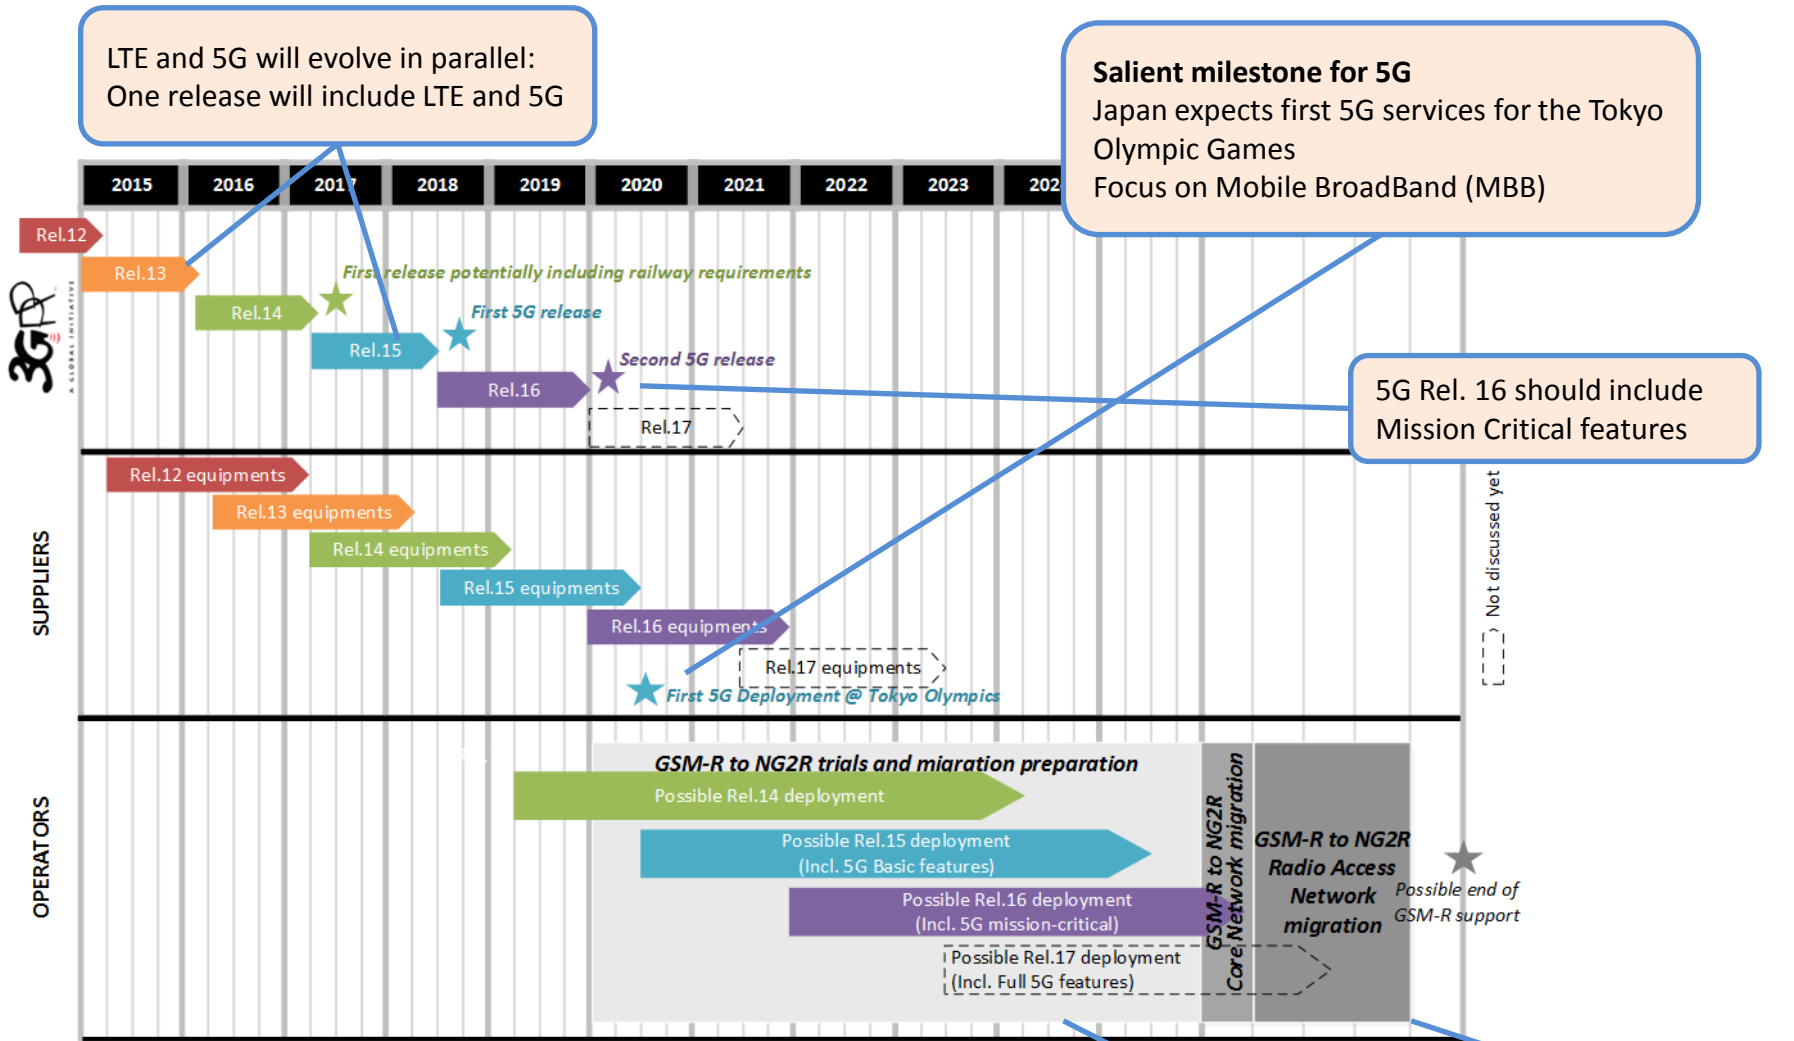 LTE and 5G will evolve in parallel:
One release will include LTE and 5G
Salient milestone for 5G
Japan expects first 5G services for the Tokyo
Olympic Games
Focus on Mobile BroadBand (MBB)
2015 2016 2017 2018 2019 2020 2021 2022 2023
Rel.12
Rel.13
First release potentially including railway requirements
Rel.14
First 5G release
Rel.15
Second 5G release
Rel.16
Rel.17
3GPP
A GLOBAL INITIATIVE
5G Rel. 16 should include
Mission Critical features
SUPPLIERS
Rel.12 equipments
Rel.13 equipments
Rel.14 equipments
Rel.15 equipments
Rel.16 equipments
Rel.17 equipments
First 5G Deployment @ Tokyo Olympics
Not discussed yet
OPERATORS
GSM-R to NG2R trials and migration preparation
Possible Rel.14 deployment
Possible Rel.15 deployment
(Incl. 5G Basic features)
Possible Rel.16 deployment
(Incl. 5G mission-critical)
Possible Rel.17 deployment
(Incl. Full 5G features)
GSM-R to NG2R
Core Network migration
GSM-R to NG2R
Radio Access
Network
migration
Possible end of
GSM-R support